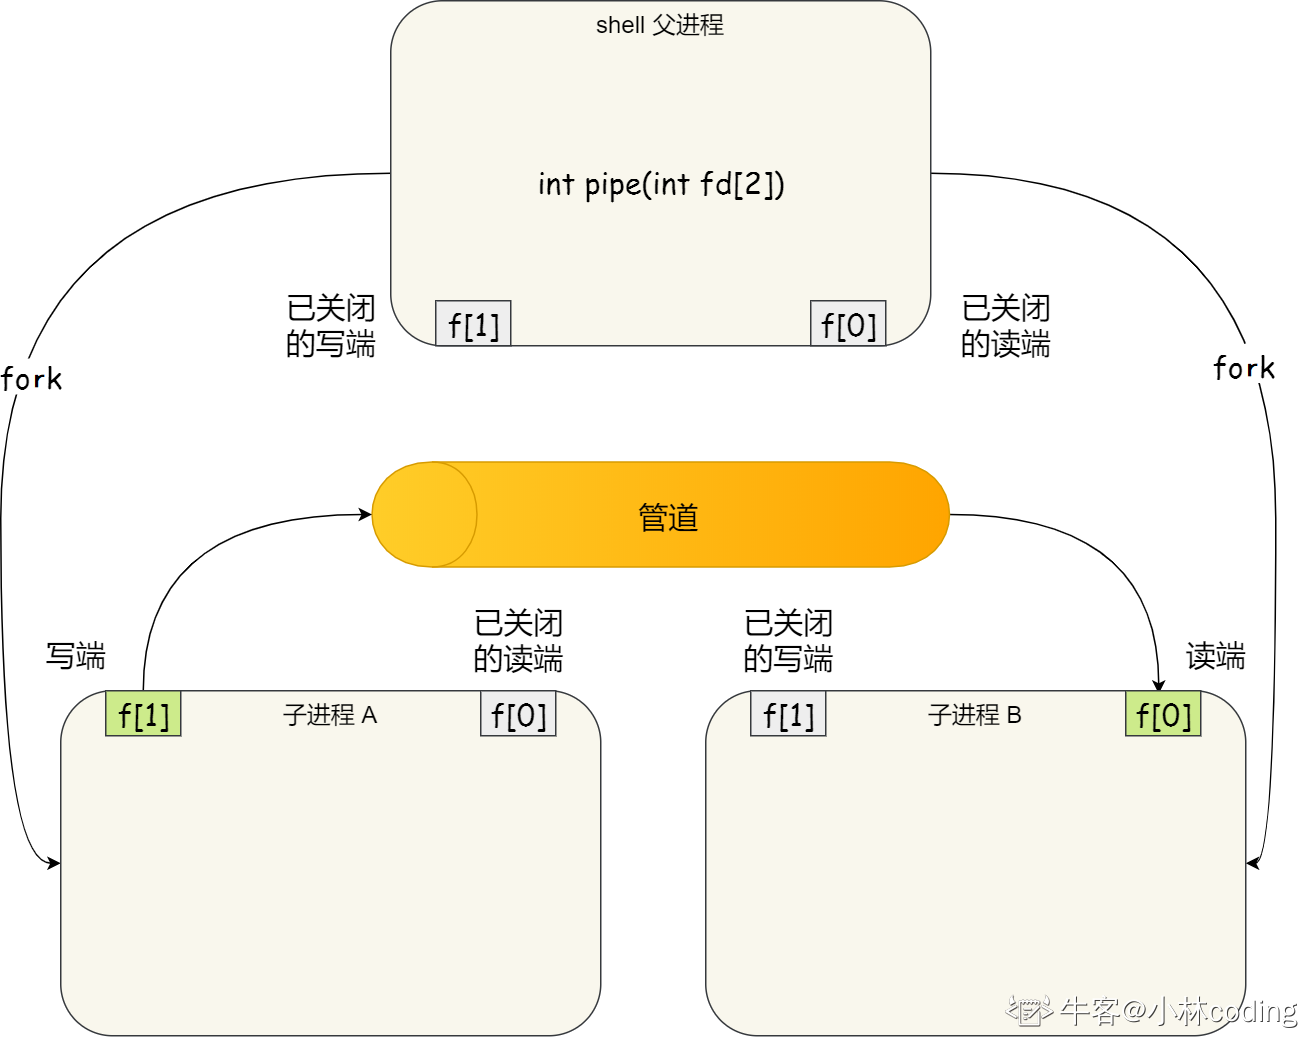 shell 父进程
int pipe(int fd[2])
已关闭
的写端
f[1]
f[0]
已关闭
的读端
fork
fork
管道
写端
已关闭
的读端
已关闭
的写端
读端
f[1]
子进程 A
f[0]
f[1]
子进程 B
f[0]
牛客@小林coding